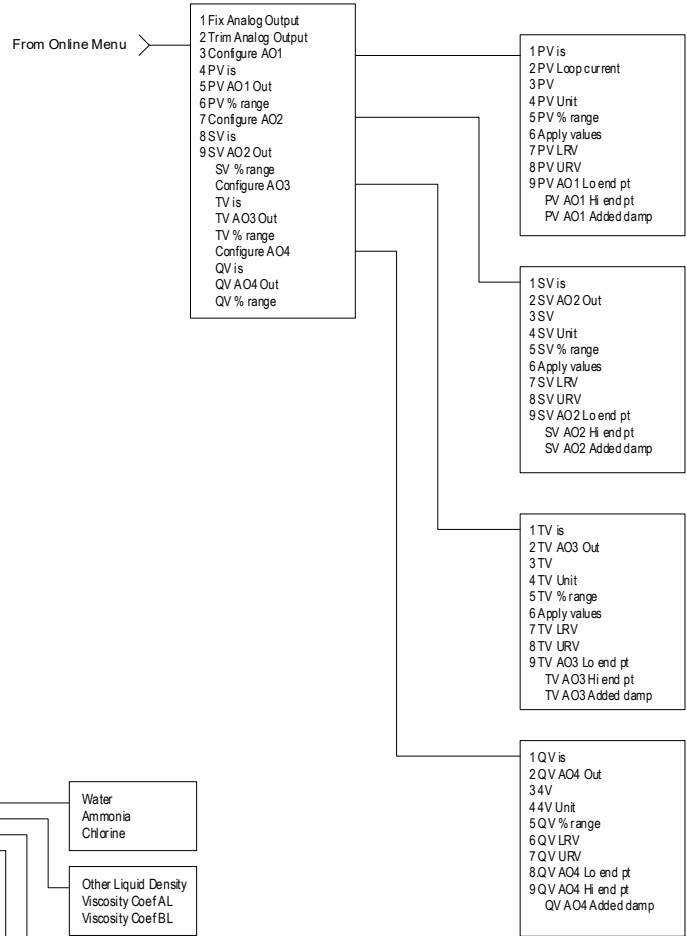 From Online Menu
1 Fix Analog Output
2 Trim Analog Output
3 Configure AO1
4 PV is
5 PV AO1 Out
6 PV % range
7 Configure AO2
8 SV is
9 SV AO2 Out
SV % range
Configure AO3
TV is
TV AO3 Out
TV % range
Configure AO4
QV is
QV AO4 Out
QV % range
1 PV is
2 PV Loop current
3 PV
4 PV Unit
5 PV % range
6 Apply values
7 PV LRV
8 PV URV
9 PV AO1 Lo end pt
PV AO1 Hi end pt
PV AO1 Added damp
1 SV is
2 SV AO2 Out
3 SV
4 SV Unit
5 SV % range
6 Apply values
7 SV LRV
8 SV URV
9 SV AO2 Lo end pt
SV AO2 Hi end pt
SV AO2 Added damp
1 TV is
2 TV AO3 Out
3 TV
4 TV Unit
5 TV % range
6 Apply values
7 TV LRV
8 TV URV
9 TV AO3 Lo end pt
TV AO3 Hi end pt
TV AO3 Added damp
1 QV is
2 QV AO4 Out
3 4V
4 4V Unit
5 QV % range
6 QV LRV
7 QV URV
8 QV AO4 Lo end pt
9 QV AO4 Hi end pt
QV AO4 Added damp
Water
Ammonia
Chlorine
Other Liquid Density
Viscosity Coef AL
Viscosity Coef BL